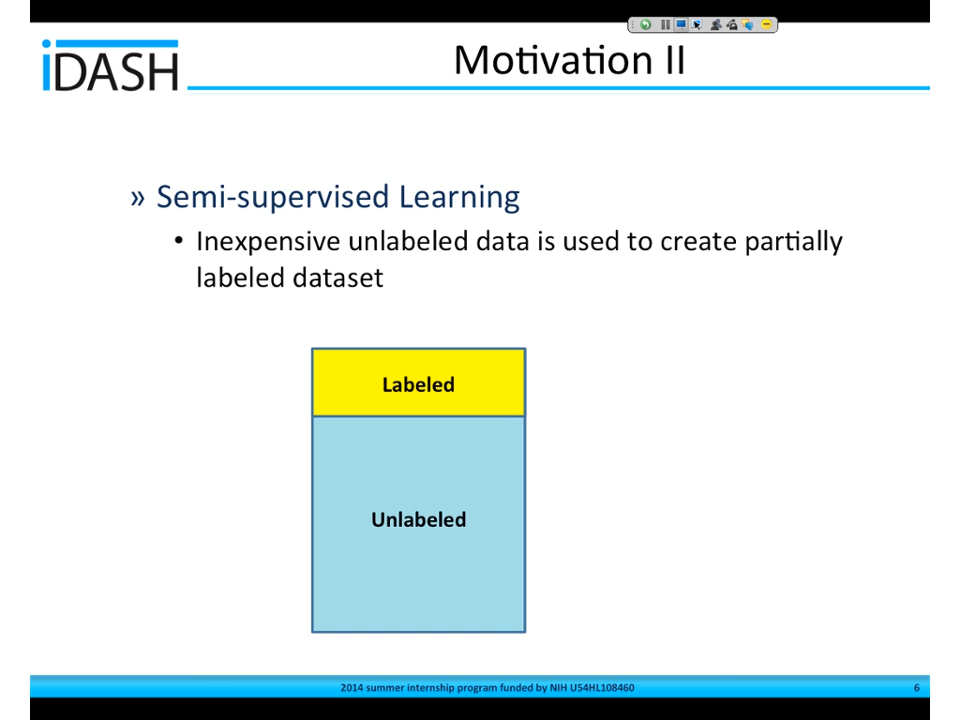 iDASH
Motivation II
» Semi-supervised Learning
• Inexpensive unlabeled data is used to create partially
labeled dataset
Labeled
Unlabeled
2014 summer internship program funded by NIH U54HL108460
6